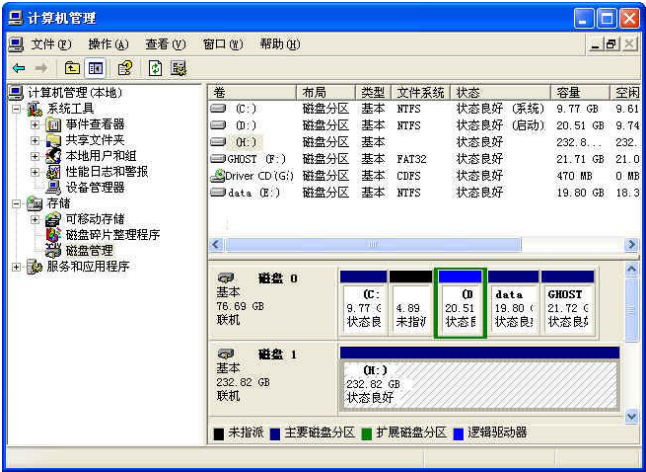 计算机管理
文件(F) 操作(A) 查看(V) 窗口(W) 帮助(H)
计算机管理(本地)
系统工具
事件查看器
共享文件夹
本地用户和组
性能日志和警报
设备管理器
存储
可移动存储
磁盘碎片整理程序
磁盘管理
服务和应用程序
卷 布局 类型 文件系统 状态 容量 空闲
(C:) 磁盘分区 基本 NTFS 状态良好 (系统) 9.77 GB 9.61
(D:) 磁盘分区 基本 NTFS 状态良好 (启动) 20.51 GB 9.74
(H:) 磁盘分区 基本 状态良好 232.8... 232.
GHOST (F:) 磁盘分区 基本 FAT32 状态良好 21.71 GB 21.0
Driver CD (G:) 磁盘分区 基本 CDFS 状态良好 470 MB 0 MB
data (E:) 磁盘分区 基本 NTFS 状态良好 19.80 GB 18.3
磁盘 0
基本
76.69 GB
联机
(C:
9.77 G
状态良
4.89
未指派
(D
20.51
状态良
data
19.80 (
状态良好
GHOST
21.72 G
状态良好
磁盘 1
基本
232.82 GB
联机
(H:)
232.82 GB
状态良好
未指派 主要磁盘分区 扩展磁盘分区 逻辑驱动器